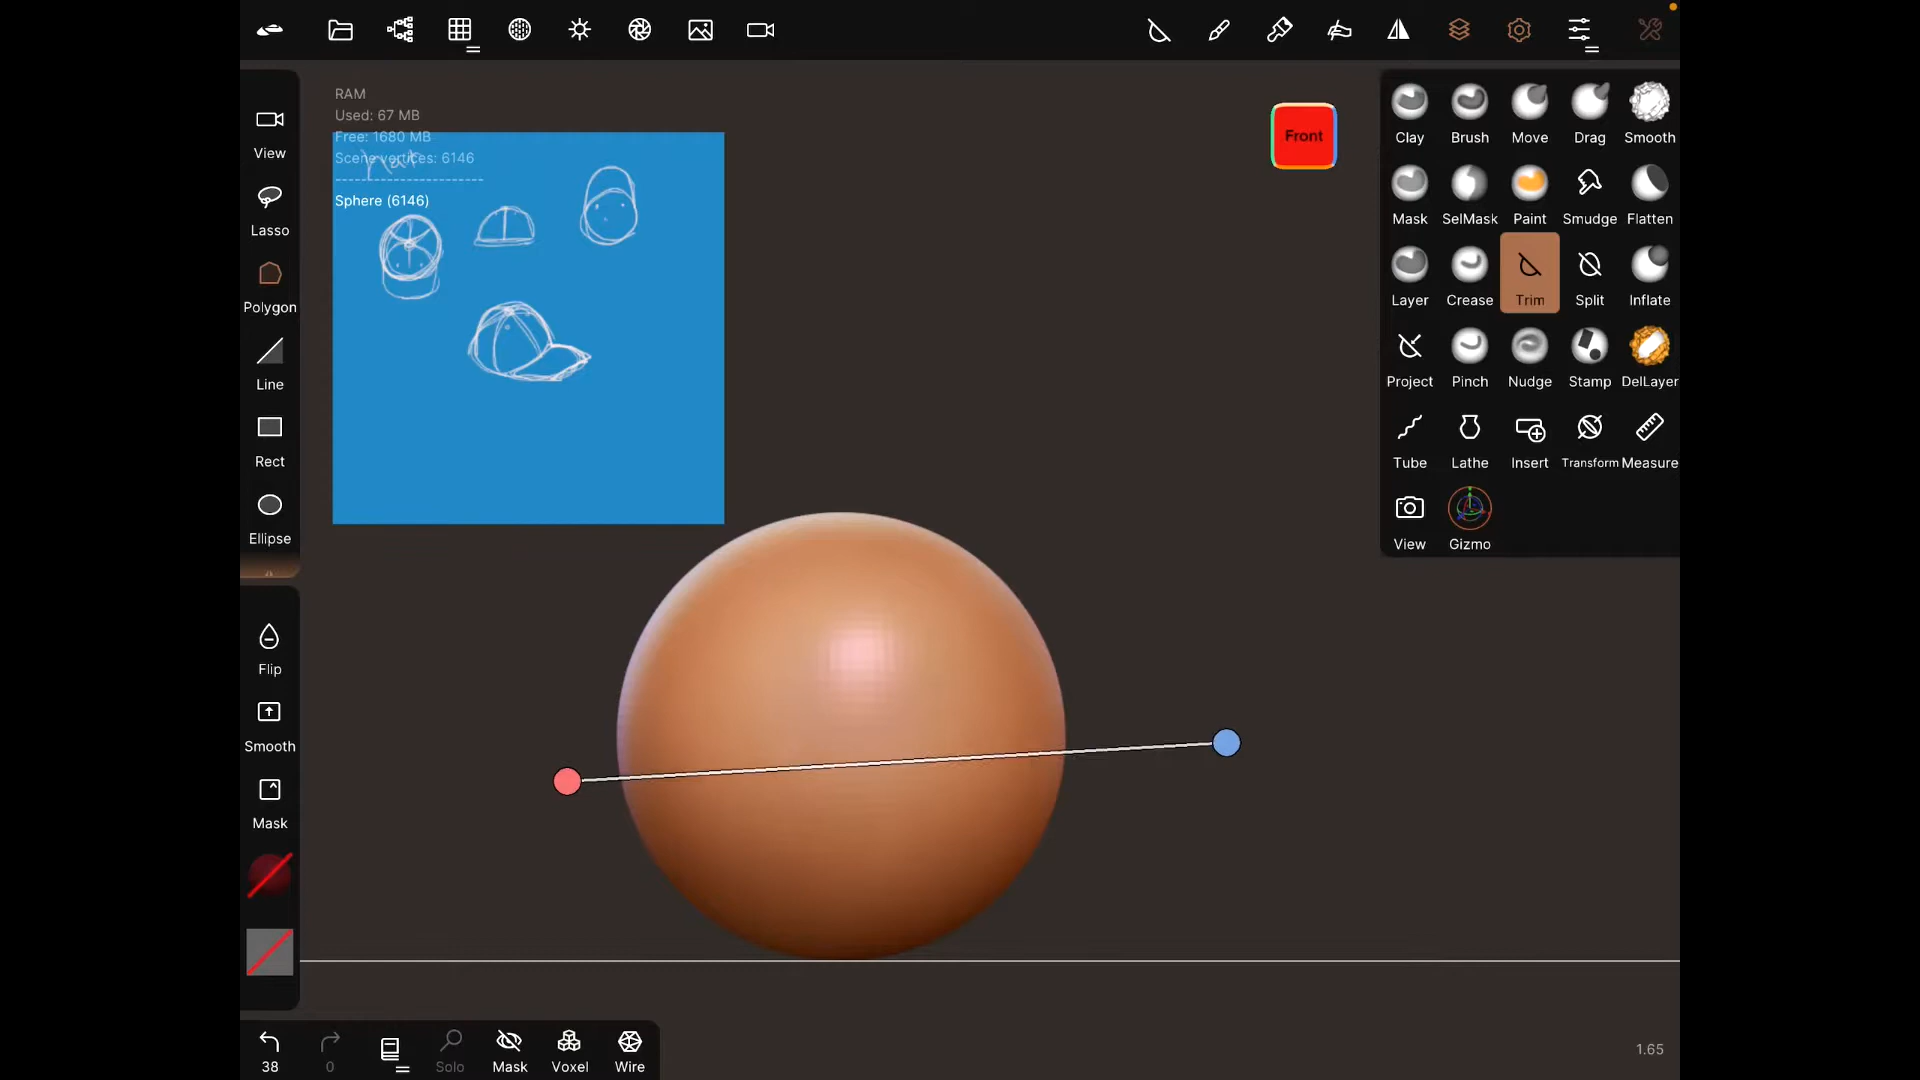 RAM
Used: 67 MB
Free: 1680 MB
Scene vertices: 6146
Hat
Sphere (6146)
Front
View
Lasso
Polygon
Line
Rect
Ellipse
Flip
Smooth
Mask
Clay Brush Move Drag Smooth
Mask SelMask Paint Smudge Flatten
Layer Crease Trim Split Inflate
Project Pinch Nudge Stamp DelLayer
Tube Lathe Insert Transform Measure
View Gizmo
38 0 Solo Mask Voxel Wire
1.65